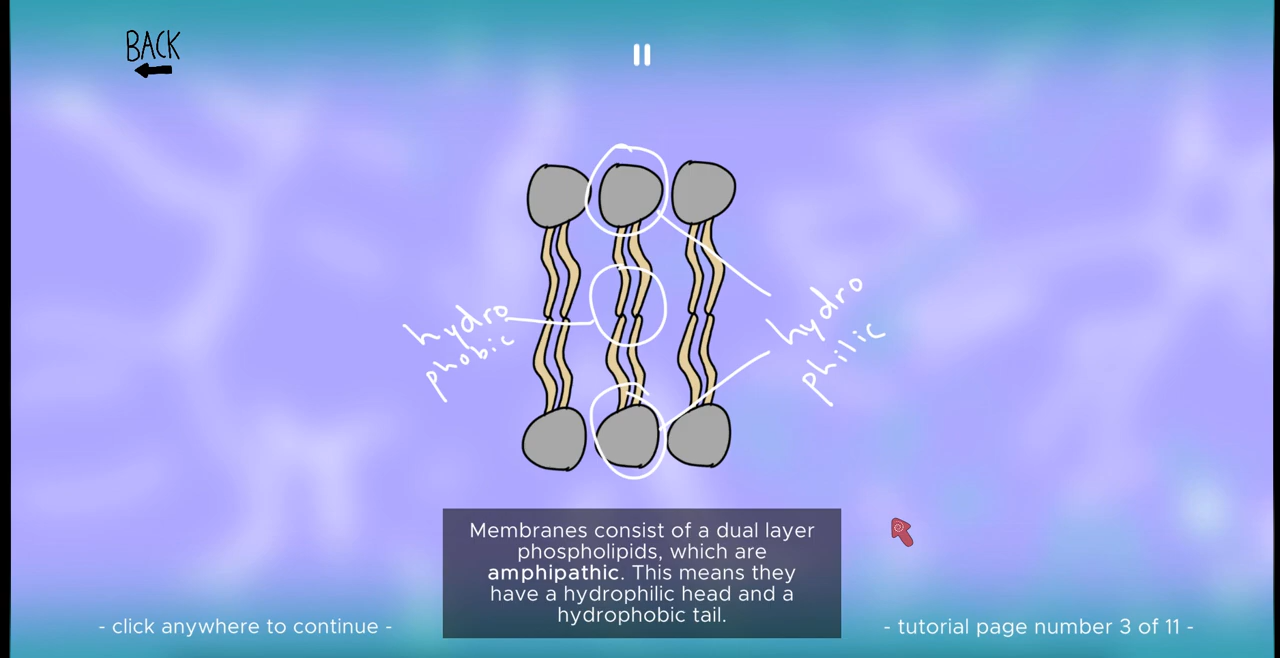 BACK
hydro
phobic
hydro
philic
Membranes consist of a dual layer
phospholipids, which are
amphipathic. This means they
have a hydrophilic head and a
hydrophobic tail.
- click anywhere to continue -
- tutorial page number 3 of 11 -